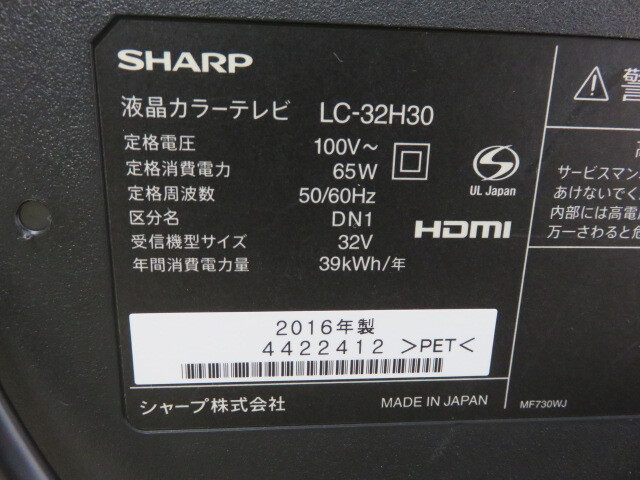 SHARP
液晶カラーテレビ LC-32H30
定格電圧 100V~
定格消費電力 65W
定格周波数 50/60Hz
区分名 DN1
受信機型サイズ 32V
年間消費電力量 39kWh/年
UL Japan
HDMI
2016年製
4422412 >PET<
シャープ株式会社 MADE IN JAPAN
警
サービスマン
あけないでく
内部には高電
万一さわると危
MF730WJ